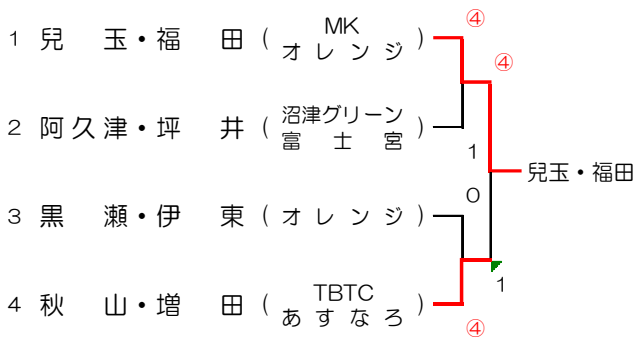 ④
1 兒 玉・福 田 ( MK オレンジ )
④
2 阿久津・坪 井 ( 沼津グリーン 富士宮 )
1
兒玉・福田
0
3 黒 瀬・伊 東 ( オレンジ )
1
4 秋 山・増 田 ( TBTC あすなろ )
④